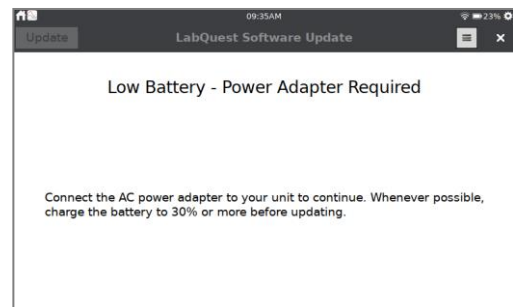 09:35AM
23%
Update
LabQuest Software Update
Low Battery - Power Adapter Required
Connect the AC power adapter to your unit to continue. Whenever possible,
charge the battery to 30% or more before updating.